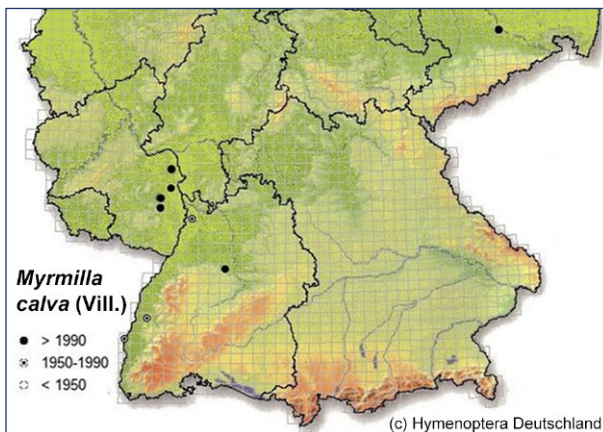 Myrmilla
calva (Vill.)
> 1990
1950-1990
< 1950
(c) Hymenoptera Deutschland